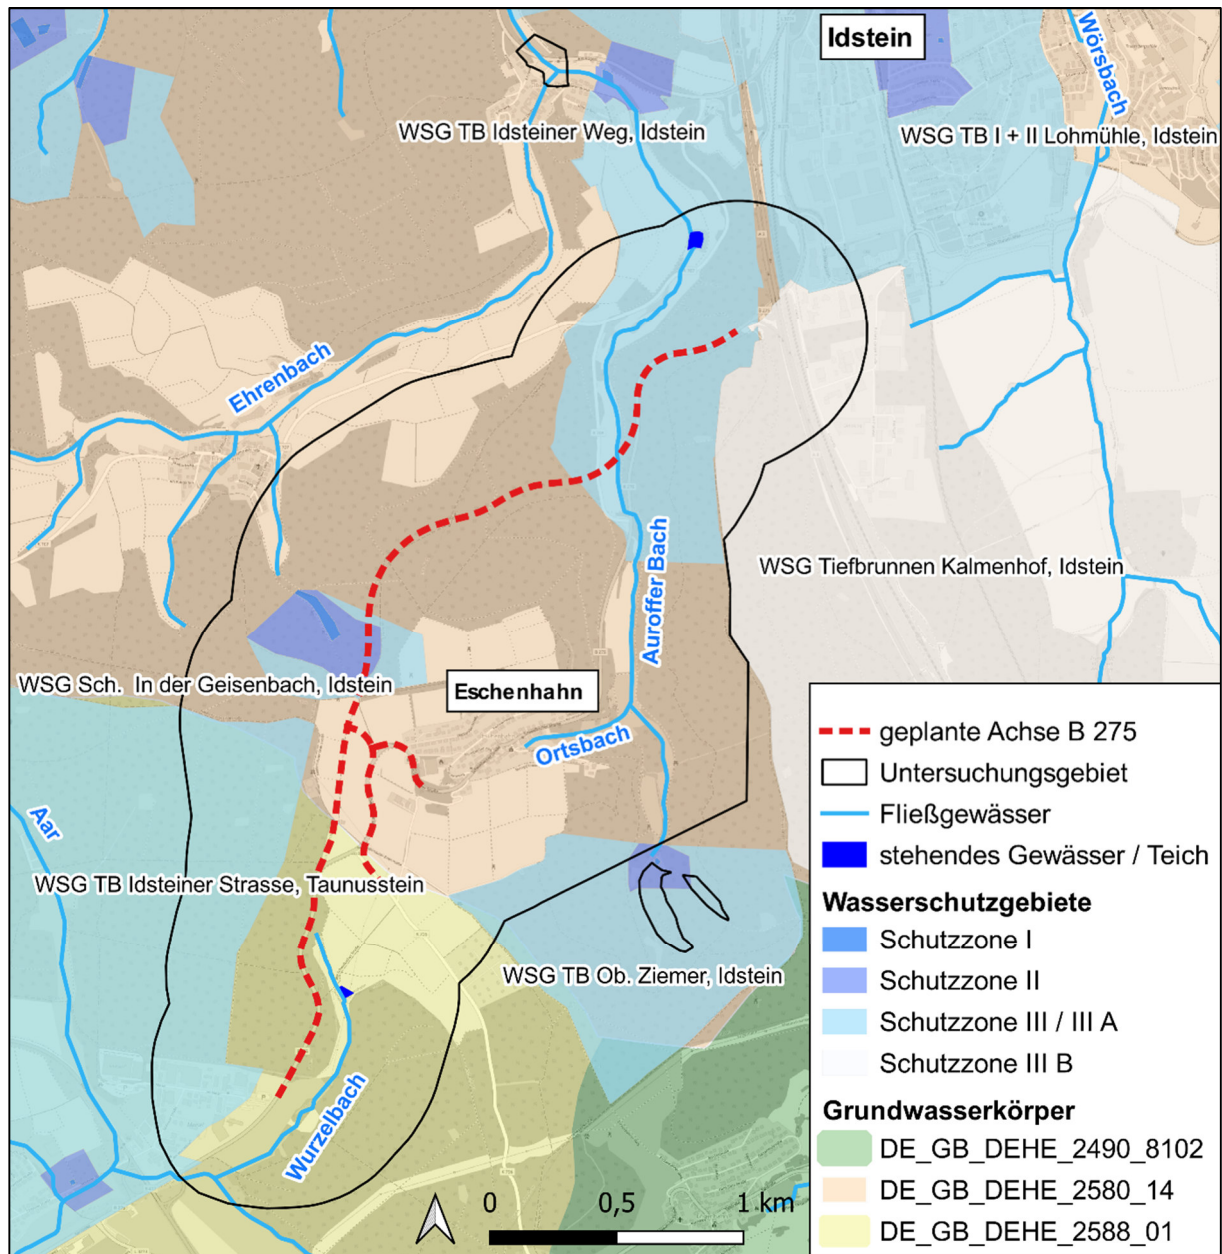 Idstein
Wörsbach
WSG TB Idsteiner Weg, Idstein
WSG TB I + II Lohmühle, Idstein
Ehrenbach
Auroffer Bach
WSG Tiefbrunnen Kalmenhof, Idstein
WSG Sch. In der Geisenbach, Idstein
Eschenhahn
Ortsbach
Aar
WSG TB Idsteiner Strasse, Taunusstein
WSG TB Ob. Ziemer, Idstein
Wurzelbach
0 0,5 1 km
geplante Achse B 275
Untersuchungsgebiet
Fließgewässer
stehendes Gewässer / Teich
Wasserschutzgebiete
Schutzzone I
Schutzzone II
Schutzzone III / III A
Schutzzone III B
Grundwasserkörper
DE_GB_DEHE_2490_8102
DE_GB_DEHE_2580_14
DE_GB_DEHE_2588_01